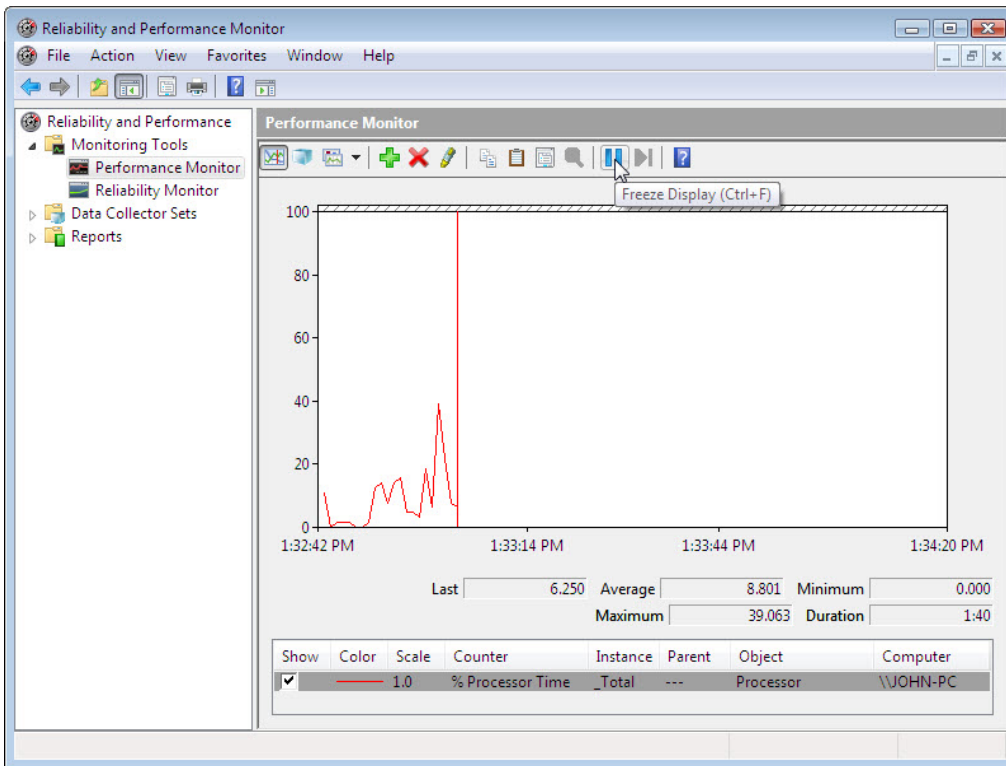 Reliability and Performance Monitor
File Action View Favorites Window Help
Reliability and Performance
Monitoring Tools
Performance Monitor
Reliability Monitor
Data Collector Sets
Reports
Performance Monitor
Freeze Display (Ctrl+F)
100
80
60
40
20
0
1:32:42 PM 1:33:14 PM 1:33:44 PM 1:34:20 PM
Last 6.250 Average 8.801 Minimum 0.000
Maximum 39.063 Duration 1:40
Show Color Scale Counter Instance Parent Object Computer
1.0 % Processor Time _Total --- Processor \\JOHN-PC